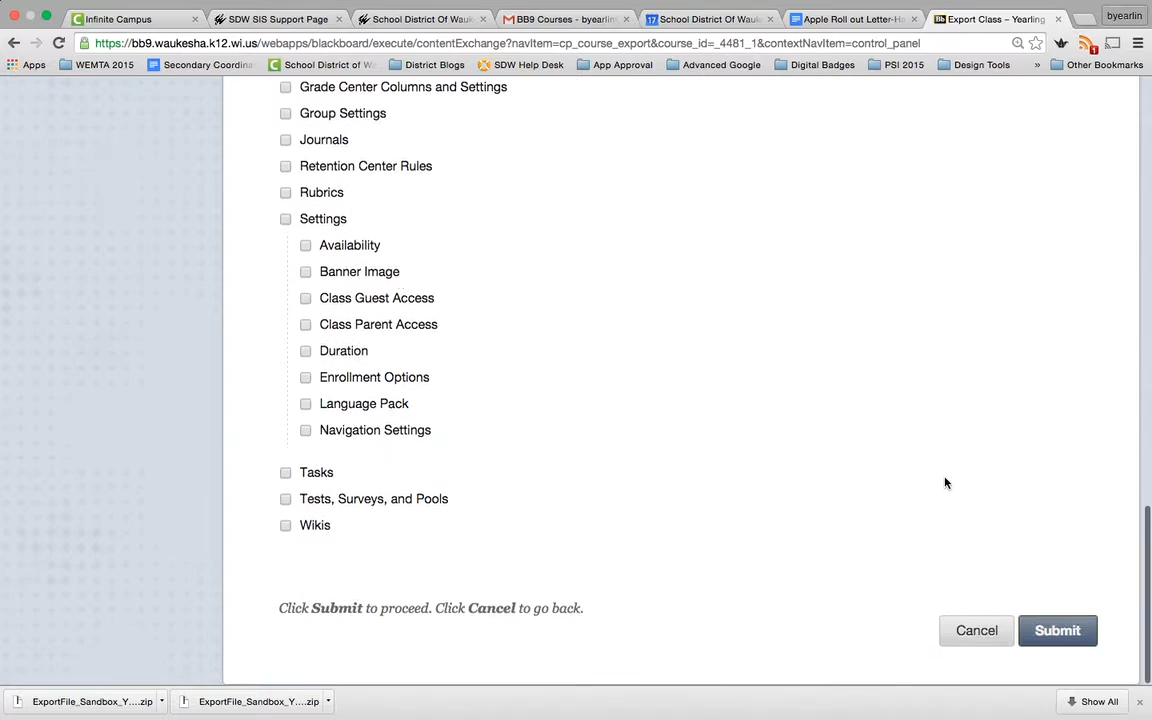 Infinite Campus
SDW SIS Support Page
School District Of Wauk
BB9 Courses - byearlin
School District Of Wauk
Apple Roll out Letter-Ha
Export Class – Yearling
byearlin
https://bb9.waukesha.k12.wi.us/webapps/blackboard/execute/contentExchange?navItem=cp_course_export&course_id=_4481_1&contextNavItem=control_panel
Apps
WEMTA 2015
Secondary Coordina
School District of Wa
District Blogs
SDW Help Desk
App Approval
Advanced Google
Digital Badges
PSI 2015
Design Tools
»
Other Bookmarks
Grade Center Columns and Settings
Group Settings
Journals
Retention Center Rules
Rubrics
Settings
Availability
Banner Image
Class Guest Access
Class Parent Access
Duration
Enrollment Options
Language Pack
Navigation Settings
Tasks
Tests, Surveys, and Pools
Wikis
Click Submit to proceed. Click Cancel to go back.
Cancel
Submit
ExportFile_Sandbox_Y....zip
ExportFile_Sandbox_Y....zip
Show All